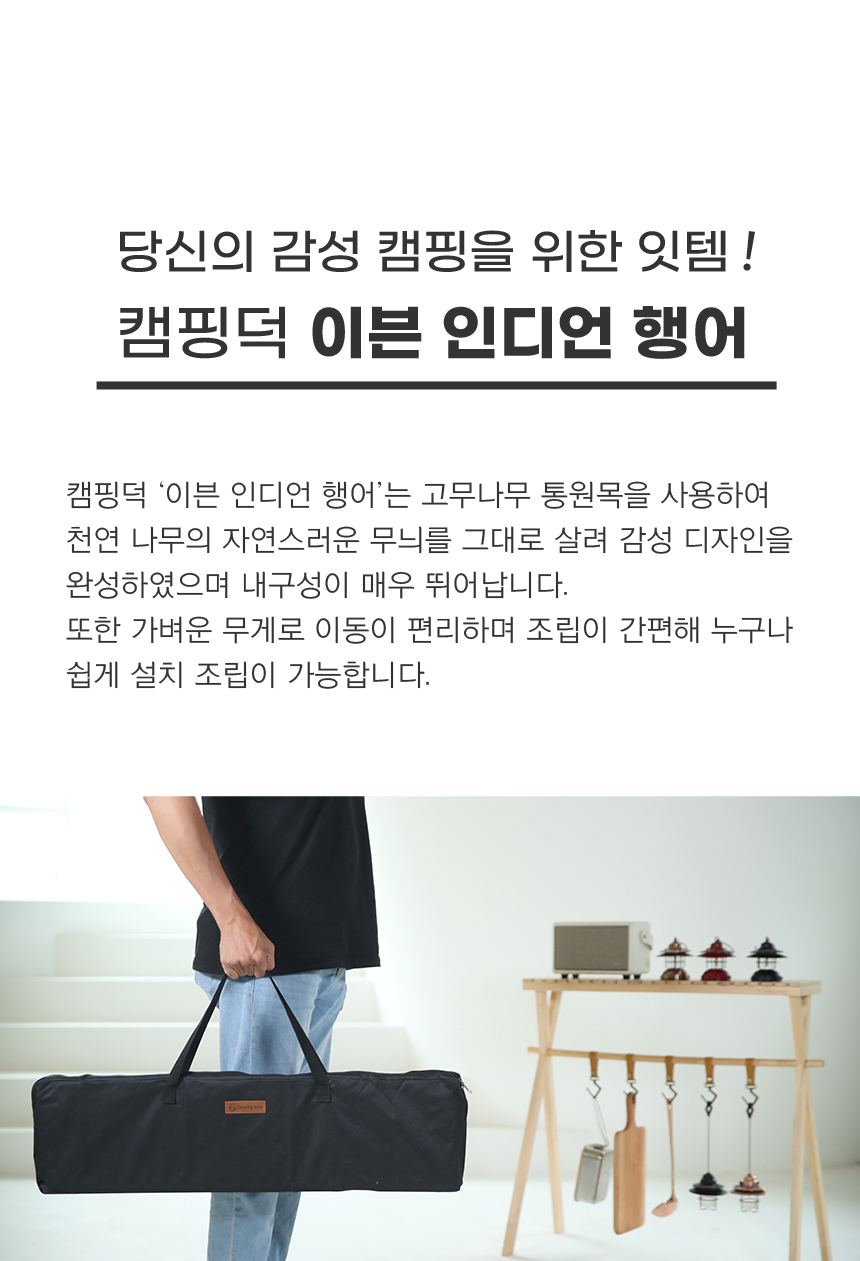 당신의 감성 캠핑을 위한 잇템 !
캠핑덕 이븐 인디언 행어
캠핑덕 ‘이븐 인디언 행어’는 고무나무 통원목을 사용하여
천연 나무의 자연스러운 무늬를 그대로 살려 감성 디자인을
완성하였으며 내구성이 매우 뛰어납니다.
또한 가벼운 무게로 이동이 편리하며 조립이 간편해 누구나
쉽게 설치 조립이 가능합니다.